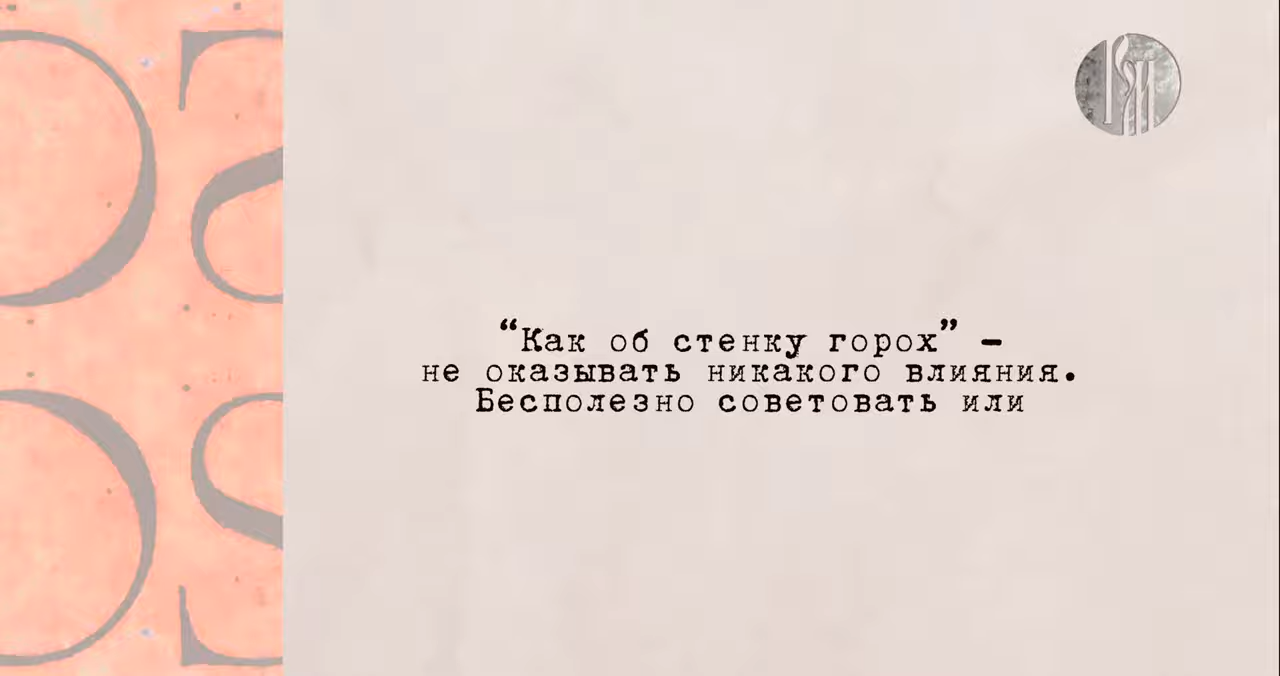 “Как об стенку горох” –
не оказывать никакого влияния.
Бесполезно советовать или